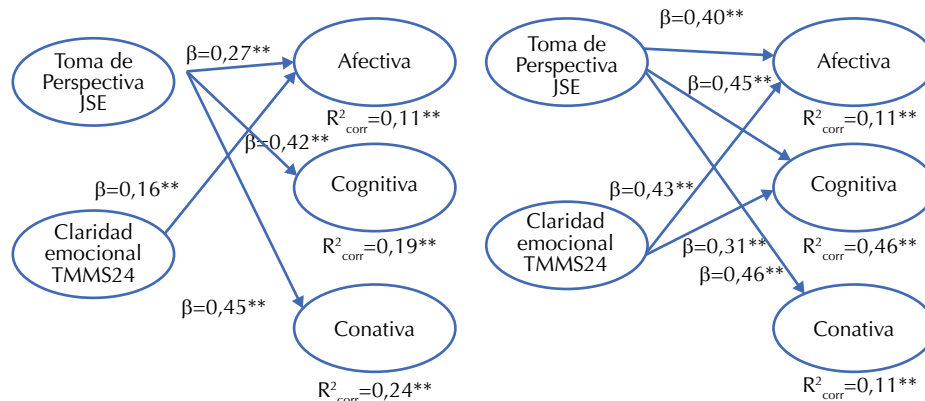 Toma de
Perspectiva
JSE
β=0,27**
Afectiva
R²corr=0,11**
β=0,42**
Cognitiva
R²corr=0,19**
β=0,16**
Claridad
emocional
TMMS24
β=0,45**
Conativa
R²corr=0,24**
Toma de
Perspectiva
JSE
β=0,40**
Afectiva
R²corr=0,11**
β=0,45**
Cognitiva
R²corr=0,46**
β=0,43**
Claridad
emocional
TMMS24
β=0,31**
β=0,46**
Conativa
R²corr=0,11**